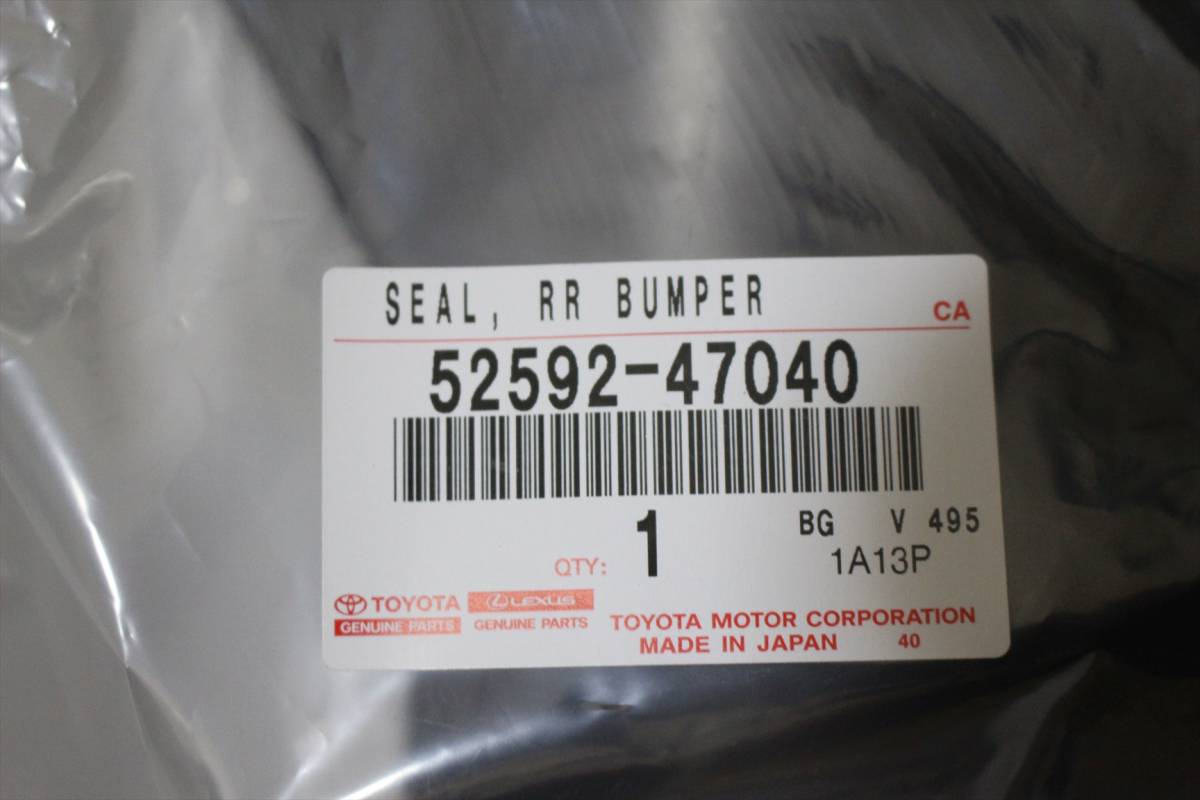 SEAL, RR BUMPER
CA
52592-47040
BG V 495
QTY: 1
1A13P
TOYOTA
GENUINE PARTS
LEXUS
GENUINE PARTS
TOYOTA MOTOR CORPORATION
MADE IN JAPAN 40